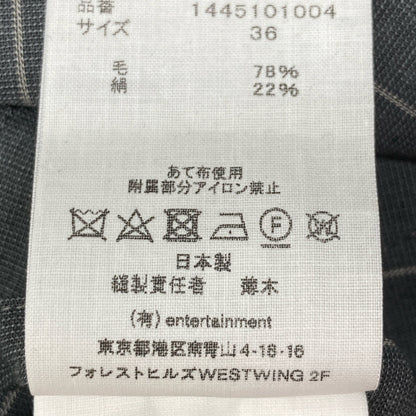 品番 1445101004
サイズ 36
毛 78%
絹 22%
あて布使用
附属部分アイロン禁止
F W
日本製
縫製責任者 薄木
(有) entertainment
東京都港区南青山4-18-16
フォレストヒルズWESTWING 2F